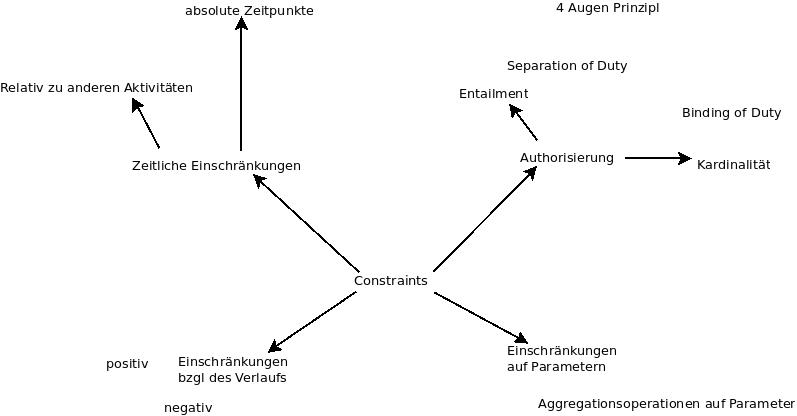 absolute Zeitpunkte
4 Augen Prinzipl
Separation of Duty
Relativ zu anderen Aktivitäten
Entailment
Binding of Duty
Zeitliche Einschränkungen
Authorisierung
Kardinalität
Constraints
positiv
Einschränkungen
bzgl des Verlaufs
negativ
Einschränkungen
auf Parametern
Aggregationsoperationen auf Parameter